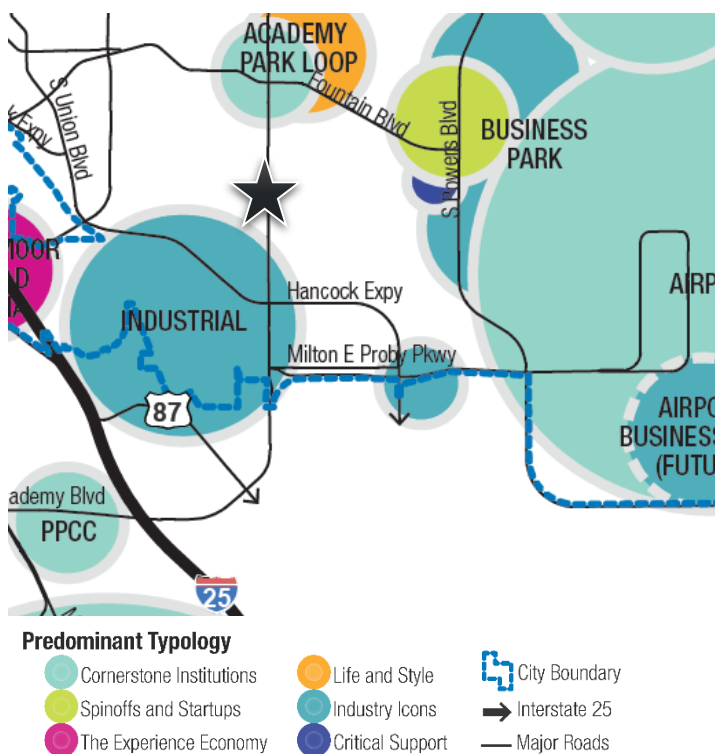 ACADEMY
PARK LOOP
Fountain Blvd
S Union Blvd
Expy
S Powers Blvd
BUSINESS
PARK
MOOR
D
INDUSTRIAL
Hancock Expy
Milton E Proby Pkwy
AIRP
87
AIRPO
BUSINESS
(FUTU
ademy Blvd
PPCC
25
Predominant Typology
Cornerstone Institutions
Life and Style
City Boundary
Spinoffs and Startups
Industry Icons
Interstate 25
The Experience Economy
Critical Support
Major Roads